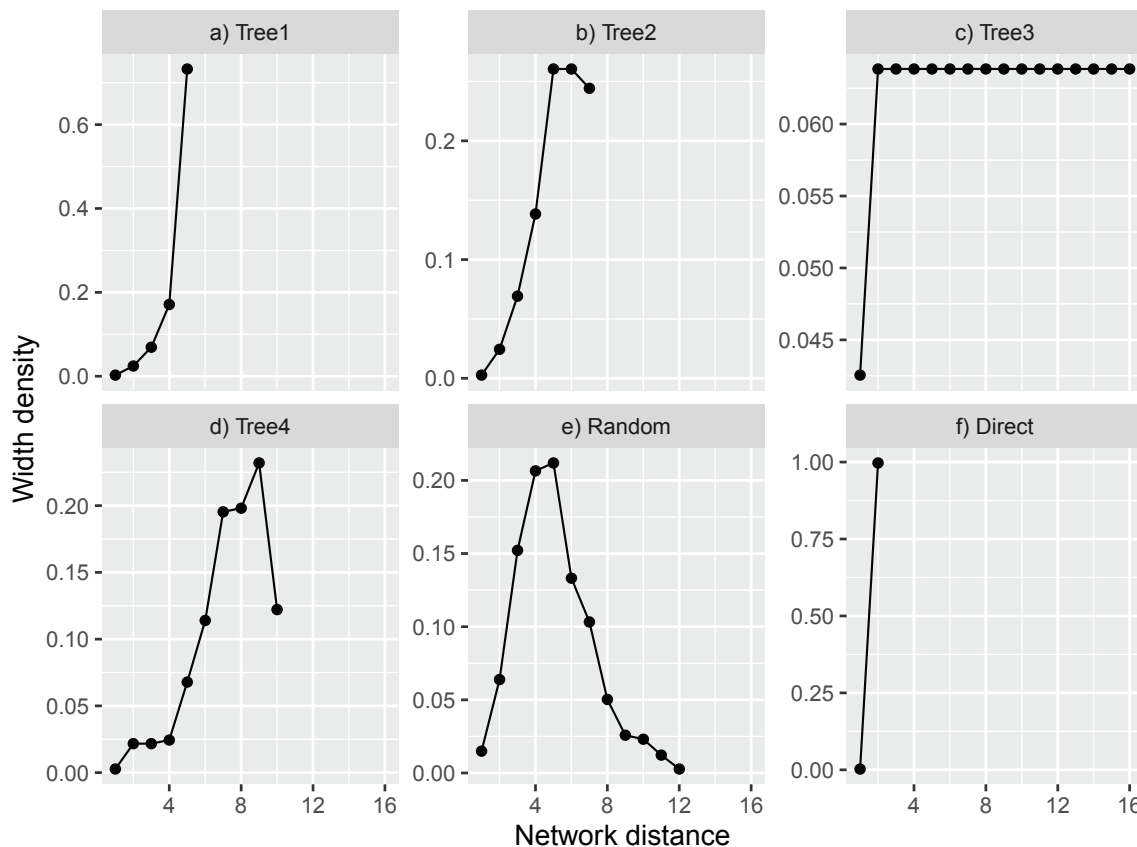 a) Tree1
b) Tree2
c) Tree3
0.6
0.4
0.2
0.0
0.2
0.1
0.0
0.060
0.055
0.050
0.045
Width density
d) Tree4
e) Random
f) Direct
0.20
0.15
0.10
0.05
0.00
0.20
0.15
0.10
0.05
0.00
1.00
0.75
0.50
0.25
0.00
4 8 12 16
4 8 12 16
4 8 12 16
Network distance